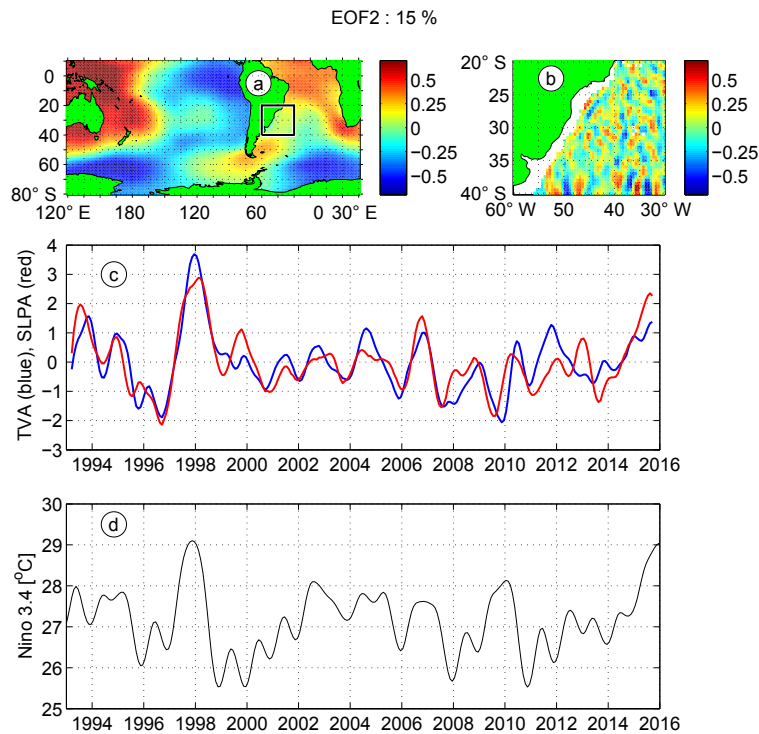 EOF2 : 15 %
a
0
20
40
60
80° S
120° E 180 120 60 0 30° E
0.5
0.25
0
−0.25
−0.5
b
20° S
25
30
35
40° S
60° W 50 40 30° W
0.5
0.25
0
−0.25
−0.5
c
TVA (blue), SLPA (red)
4
3
2
1
0
−1
−2
−3
1994 1996 1998 2000 2002 2004 2006 2008 2010 2012 2014 2016
d
Nino 3.4 [⁰C]
30
29
28
27
26
25
1994 1996 1998 2000 2002 2004 2006 2008 2010 2012 2014 2016